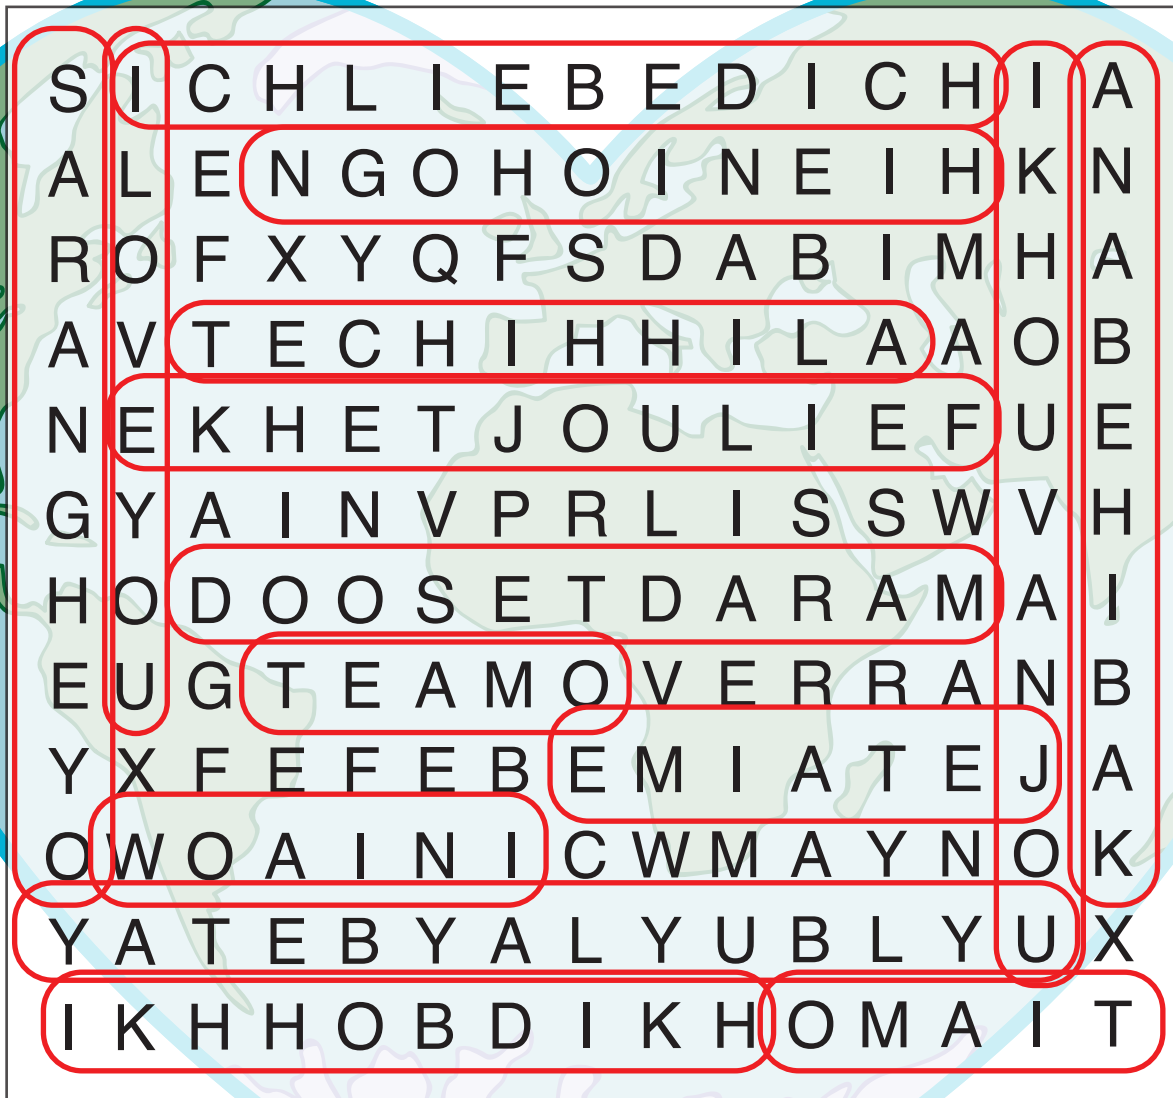 S I C H L I E B E D I C H I A
A L E N G O H O I N E I H K N
R O F X Y Q F S D A B I M H A
A V T E C H I H H I L A A O B
N E K H E T J O U L I E F U E
G Y A I N V P R L I S S W V H
H O D O O S E T D A R A M A I
E U G T E A M O V E R R A N B
Y X F E F E B E M I A T E J A
O W O A I N I C W M A Y N O K
Y A T E B Y A L Y U B L Y U X
I K H H O B D I K H O M A I T